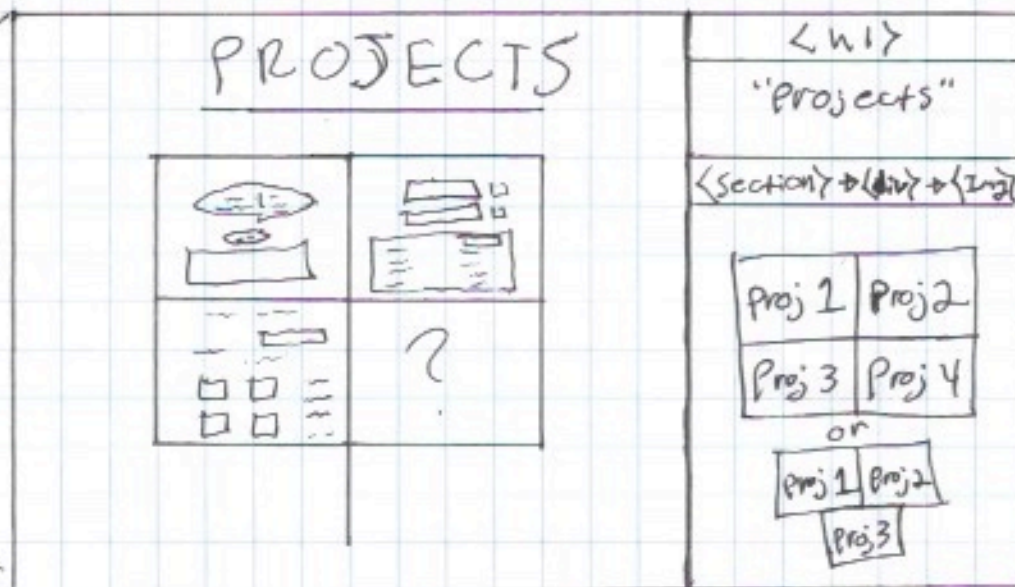 PROJECTS
?
<h1>
"Projects"
<section> → <div> → <Img>
Proj 1 Proj 2
Proj 3 Proj 4
or
Proj 1 Proj 2
Proj 3